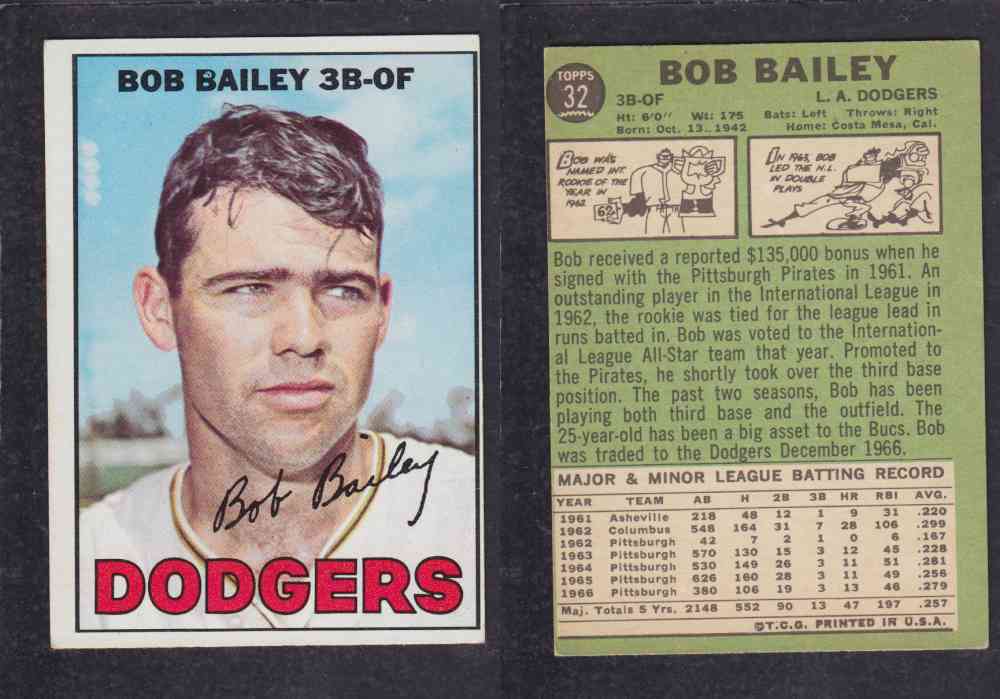 BOB BAILEY 3B-OF
Bob Bailey
DODGERS
TOPPS
32
BOB BAILEY
3B-OF L. A. DODGERS
Ht: 6'0" Wt: 175 Bats: Left Throws: Right
Born: Oct. 13, 1942 Home: Costa Mesa, Cal.
BOB WAS
NAMED INT.
ROOKIE OF THE
YEAR IN
1962
62
IN 1963, BOB
LED THE N.L.
IN DOUBLE
PLAYS
Bob received a reported $135,000 bonus when he
signed with the Pittsburgh Pirates in 1961. An
outstanding player in the International League in
1962, the rookie was tied for the league lead in
runs batted in. Bob was voted to the Internation-
al League All-Star team that year. Promoted to
the Pirates, he shortly took over the third base
position. The past two seasons, Bob has been
playing both third base and the outfield. The
25-year-old has been a big asset to the Bucs. Bob
was traded to the Dodgers December 1966.
MAJOR & MINOR LEAGUE BATTING RECORD
YEAR TEAM AB H 2B 3B HR RBI AVG.
1961 Asheville 218 48 12 1 9 31 .220
1962 Columbus 548 164 31 7 28 106 .299
1962 Pittsburgh 42 7 2 1 0 6 .167
1963 Pittsburgh 570 130 15 3 12 45 .228
1964 Pittsburgh 530 149 26 3 11 51 .281
1965 Pittsburgh 626 160 28 3 11 49 .256
1966 Pittsburgh 380 106 19 3 13 46 .279
Maj. Totals 5 Yrs. 2148 552 90 13 47 197 .257
©T.C.G. PRINTED IN U.S.A.